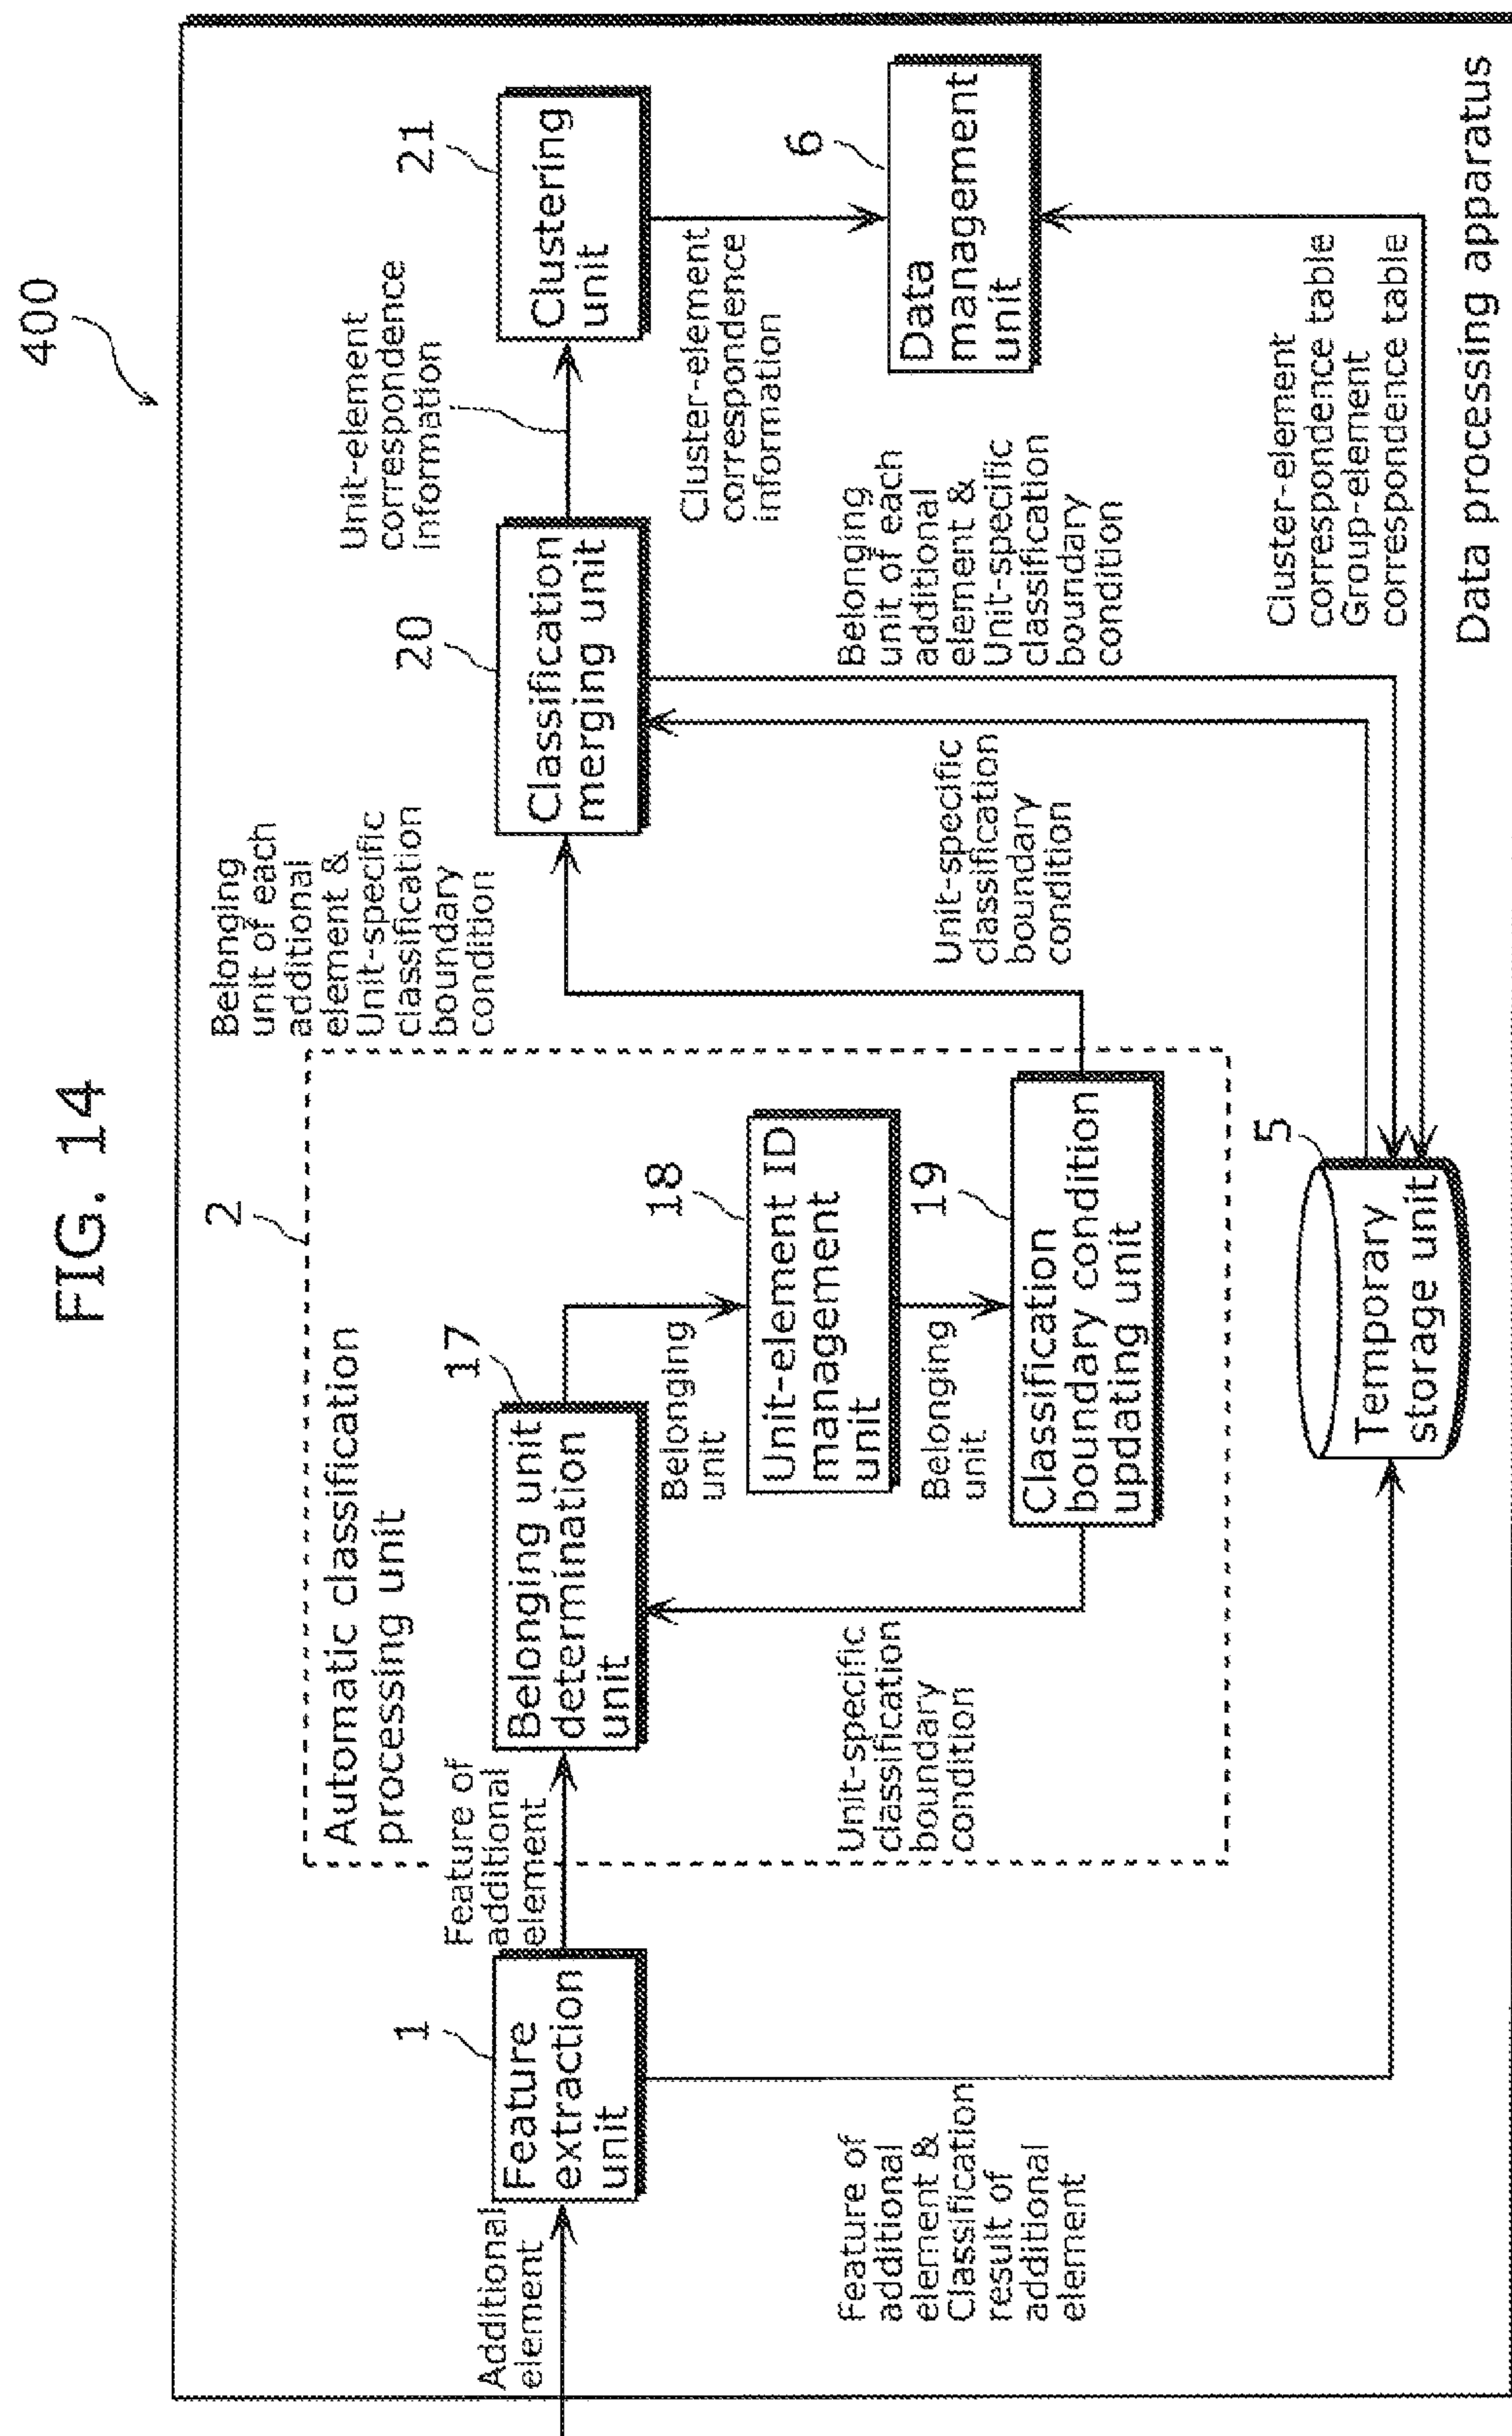 FIG. 14
400
Data processing apparatus
Additional
element
1
Feature
extraction
unit
Feature of
additional
element
Feature of
additional
element &
Classification
result of
additional
element
2
Automatic classification
processing unit
17
Belonging unit
determination
unit
Belonging
unit
18
Unit-element ID
management
unit
Belonging
unit
19
Classification
boundary condition
updating unit
Unit-specific
classification
boundary
condition
5
Temporary
storage unit
Belonging
unit of each
additional
element &
Unit-specific
classification
boundary
condition
20
Classification
merging unit
Unit-specific
classification
boundary
condition
Belonging
unit of each
additional
element &
Unit-specific
classification
boundary
condition
Unit-element
correspondence
information
21
Clustering
unit
Cluster-element
correspondence
information
6
Data
management
unit
Cluster-element
correspondence table
Group-element
correspondence table